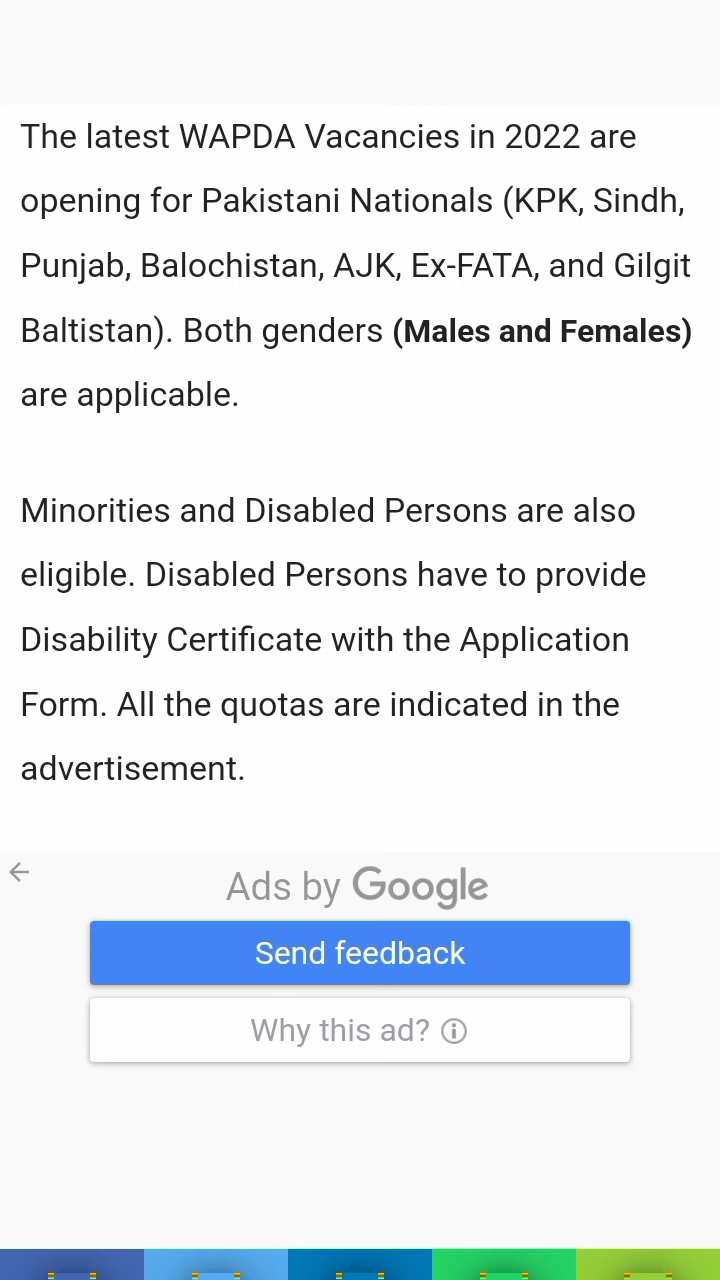 The latest WAPDA Vacancies in 2022 are
opening for Pakistani Nationals (KPK, Sindh,
Punjab, Balochistan, AJK, Ex-FATA, and Gilgit
Baltistan). Both genders (Males and Females)
are applicable.
Minorities and Disabled Persons are also
eligible. Disabled Persons have to provide
Disability Certificate with the Application
Form. All the quotas are indicated in the
advertisement.
Ads by Google
Send feedback
Why this ad?